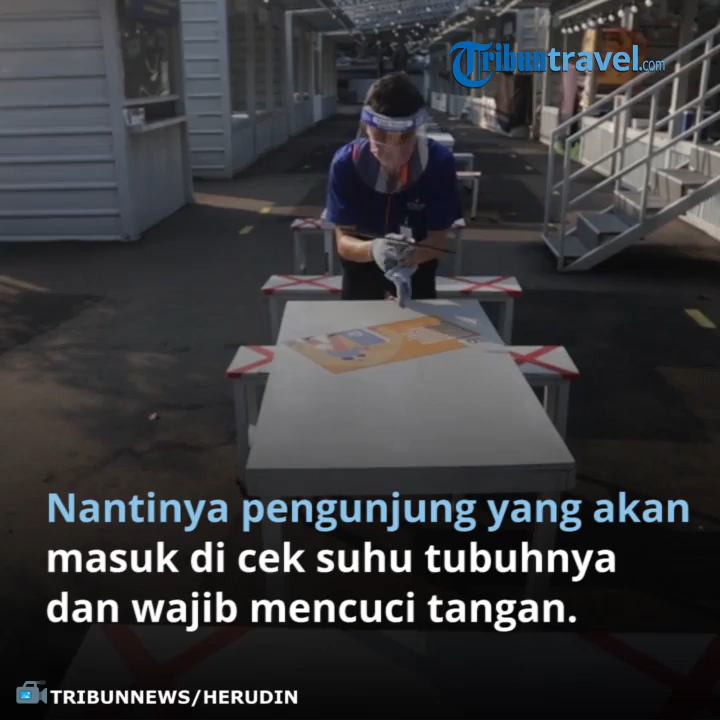 Tribuntravel.com
Nantinya pengunjung yang akan
masuk di cek suhu tubuhnya
dan wajib mencuci tangan.
TRIBUNNEWS/HERUDIN